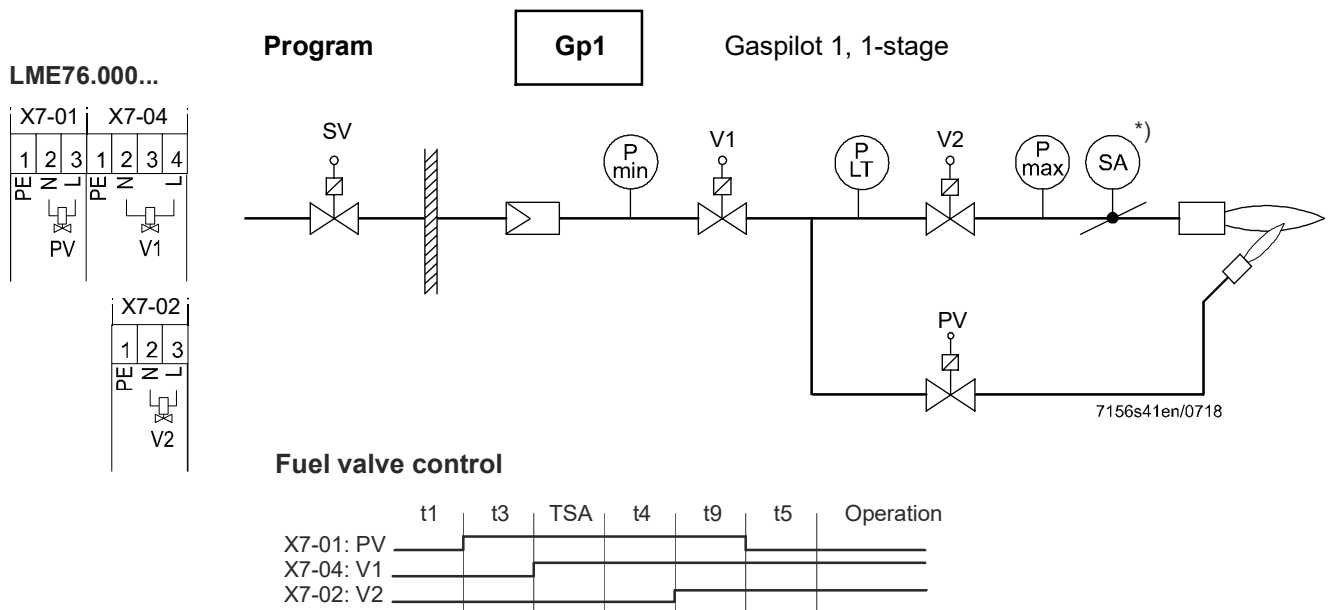 Program Gp1 Gaspilot 1, 1-stage
LME76.000...
X7-01 X7-04
1 2 3 1 2 3 4
PE N L PE N L
PV V1
X7-02
1 2 3
PE N L
V2
SV
P
min
V1
P
LT
V2
P
max
SA
*)
PV
7156s41en/0718
Fuel valve control
t1 t3 TSA t4 t9 t5 Operation
X7-01: PV
X7-04: V1
X7-02: V2